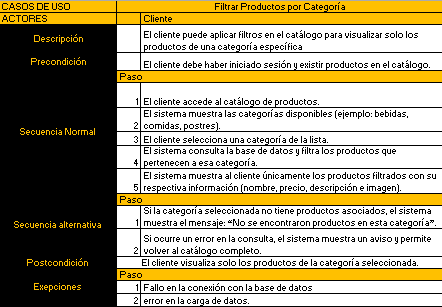 CASOS DE USO Filtrar Productos por Categoría
ACTORES Cliente
Descripción
El cliente puede aplicar filtros en el catálogo para visualizar solo los
productos de una categoría específica
Precondición El cliente debe haber iniciado sesión y existir productos en el catálogo.
Secuencia Normal
Paso
1 El cliente accede al catálogo de productos.
2 El sistema muestra las categorías disponibles (ejemplo: bebidas,
comidas, postres).
3 El cliente selecciona una categoría de la lista.
4 El sistema consulta la base de datos y filtra los productos que
pertenecen a esa categoría.
5 El sistema muestra al cliente únicamente los productos filtrados con su
respectiva información (nombre, precio, descripción e imagen).
Secuencia alternativa
Paso
1 Si la categoría seleccionada no tiene productos asociados, el sistema
muestra el mensaje: “No se encontraron productos en esta categoría”.
2 Si ocurre un error en la consulta, el sistema muestra un aviso y permite
volver al catálogo completo.
Postcondición El cliente visualiza solo los productos de la categoría seleccionada.
Exepciones
Paso
1 Fallo en la conexión con la base de datos
2 error en la carga de datos.